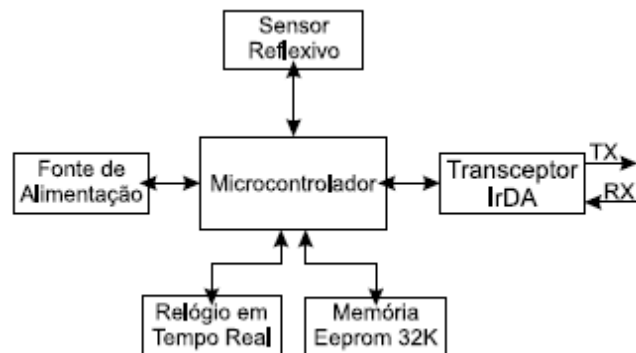 Sensor
Reflexivo
Fonte de
Alimentação
Microcontrolador
Transceptor
IrDA
TX
RX
Relógio em
Tempo Real
Memória
Eeprom 32K